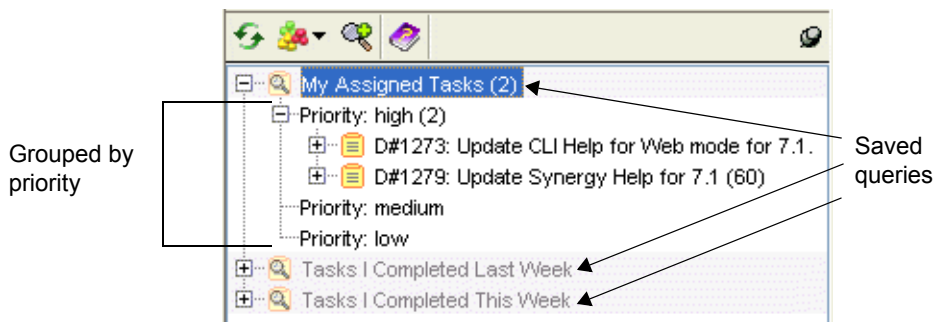 My Assigned Tasks (2)
Priority: high (2)
D#1273: Update CLI Help for Web mode for 7.1.
D#1279: Update Synergy Help for 7.1 (60)
Priority: medium
Priority: low
Tasks I Completed Last Week
Tasks I Completed This Week
Grouped by
priority
Saved
queries